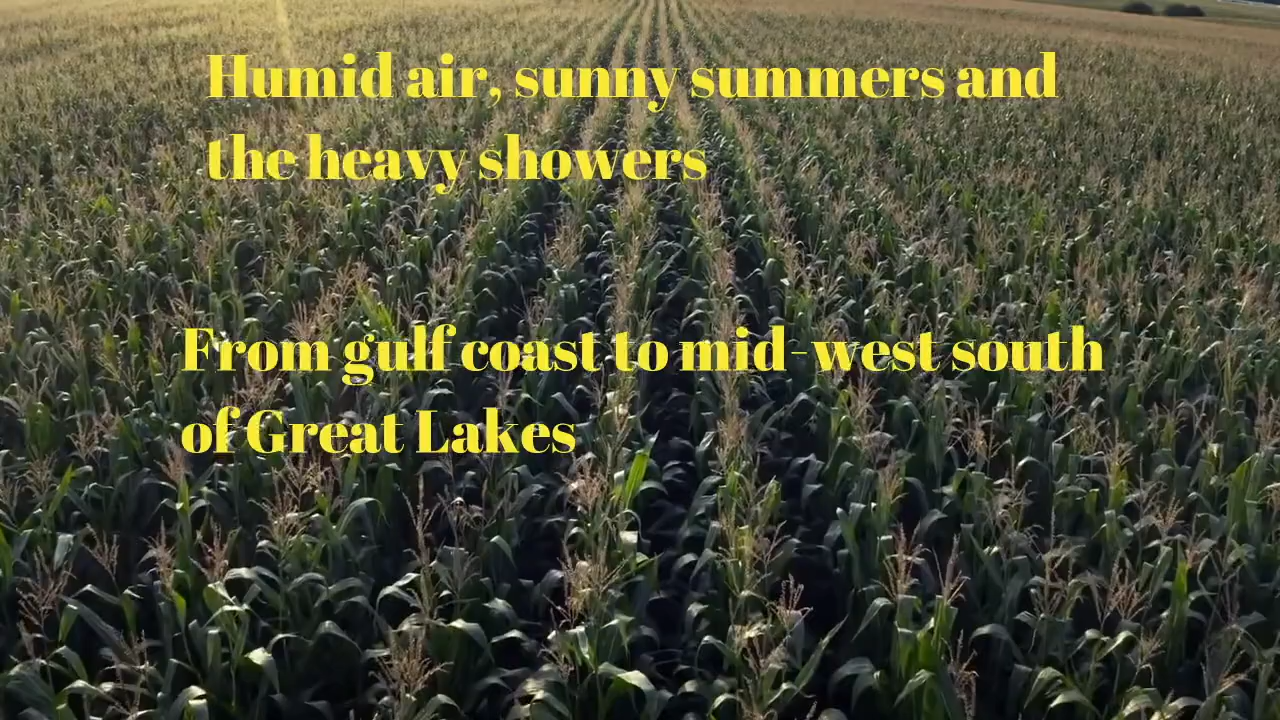 Humid air, sunny summers and
the heavy showers
From gulf coast to mid-west south
of Great Lakes